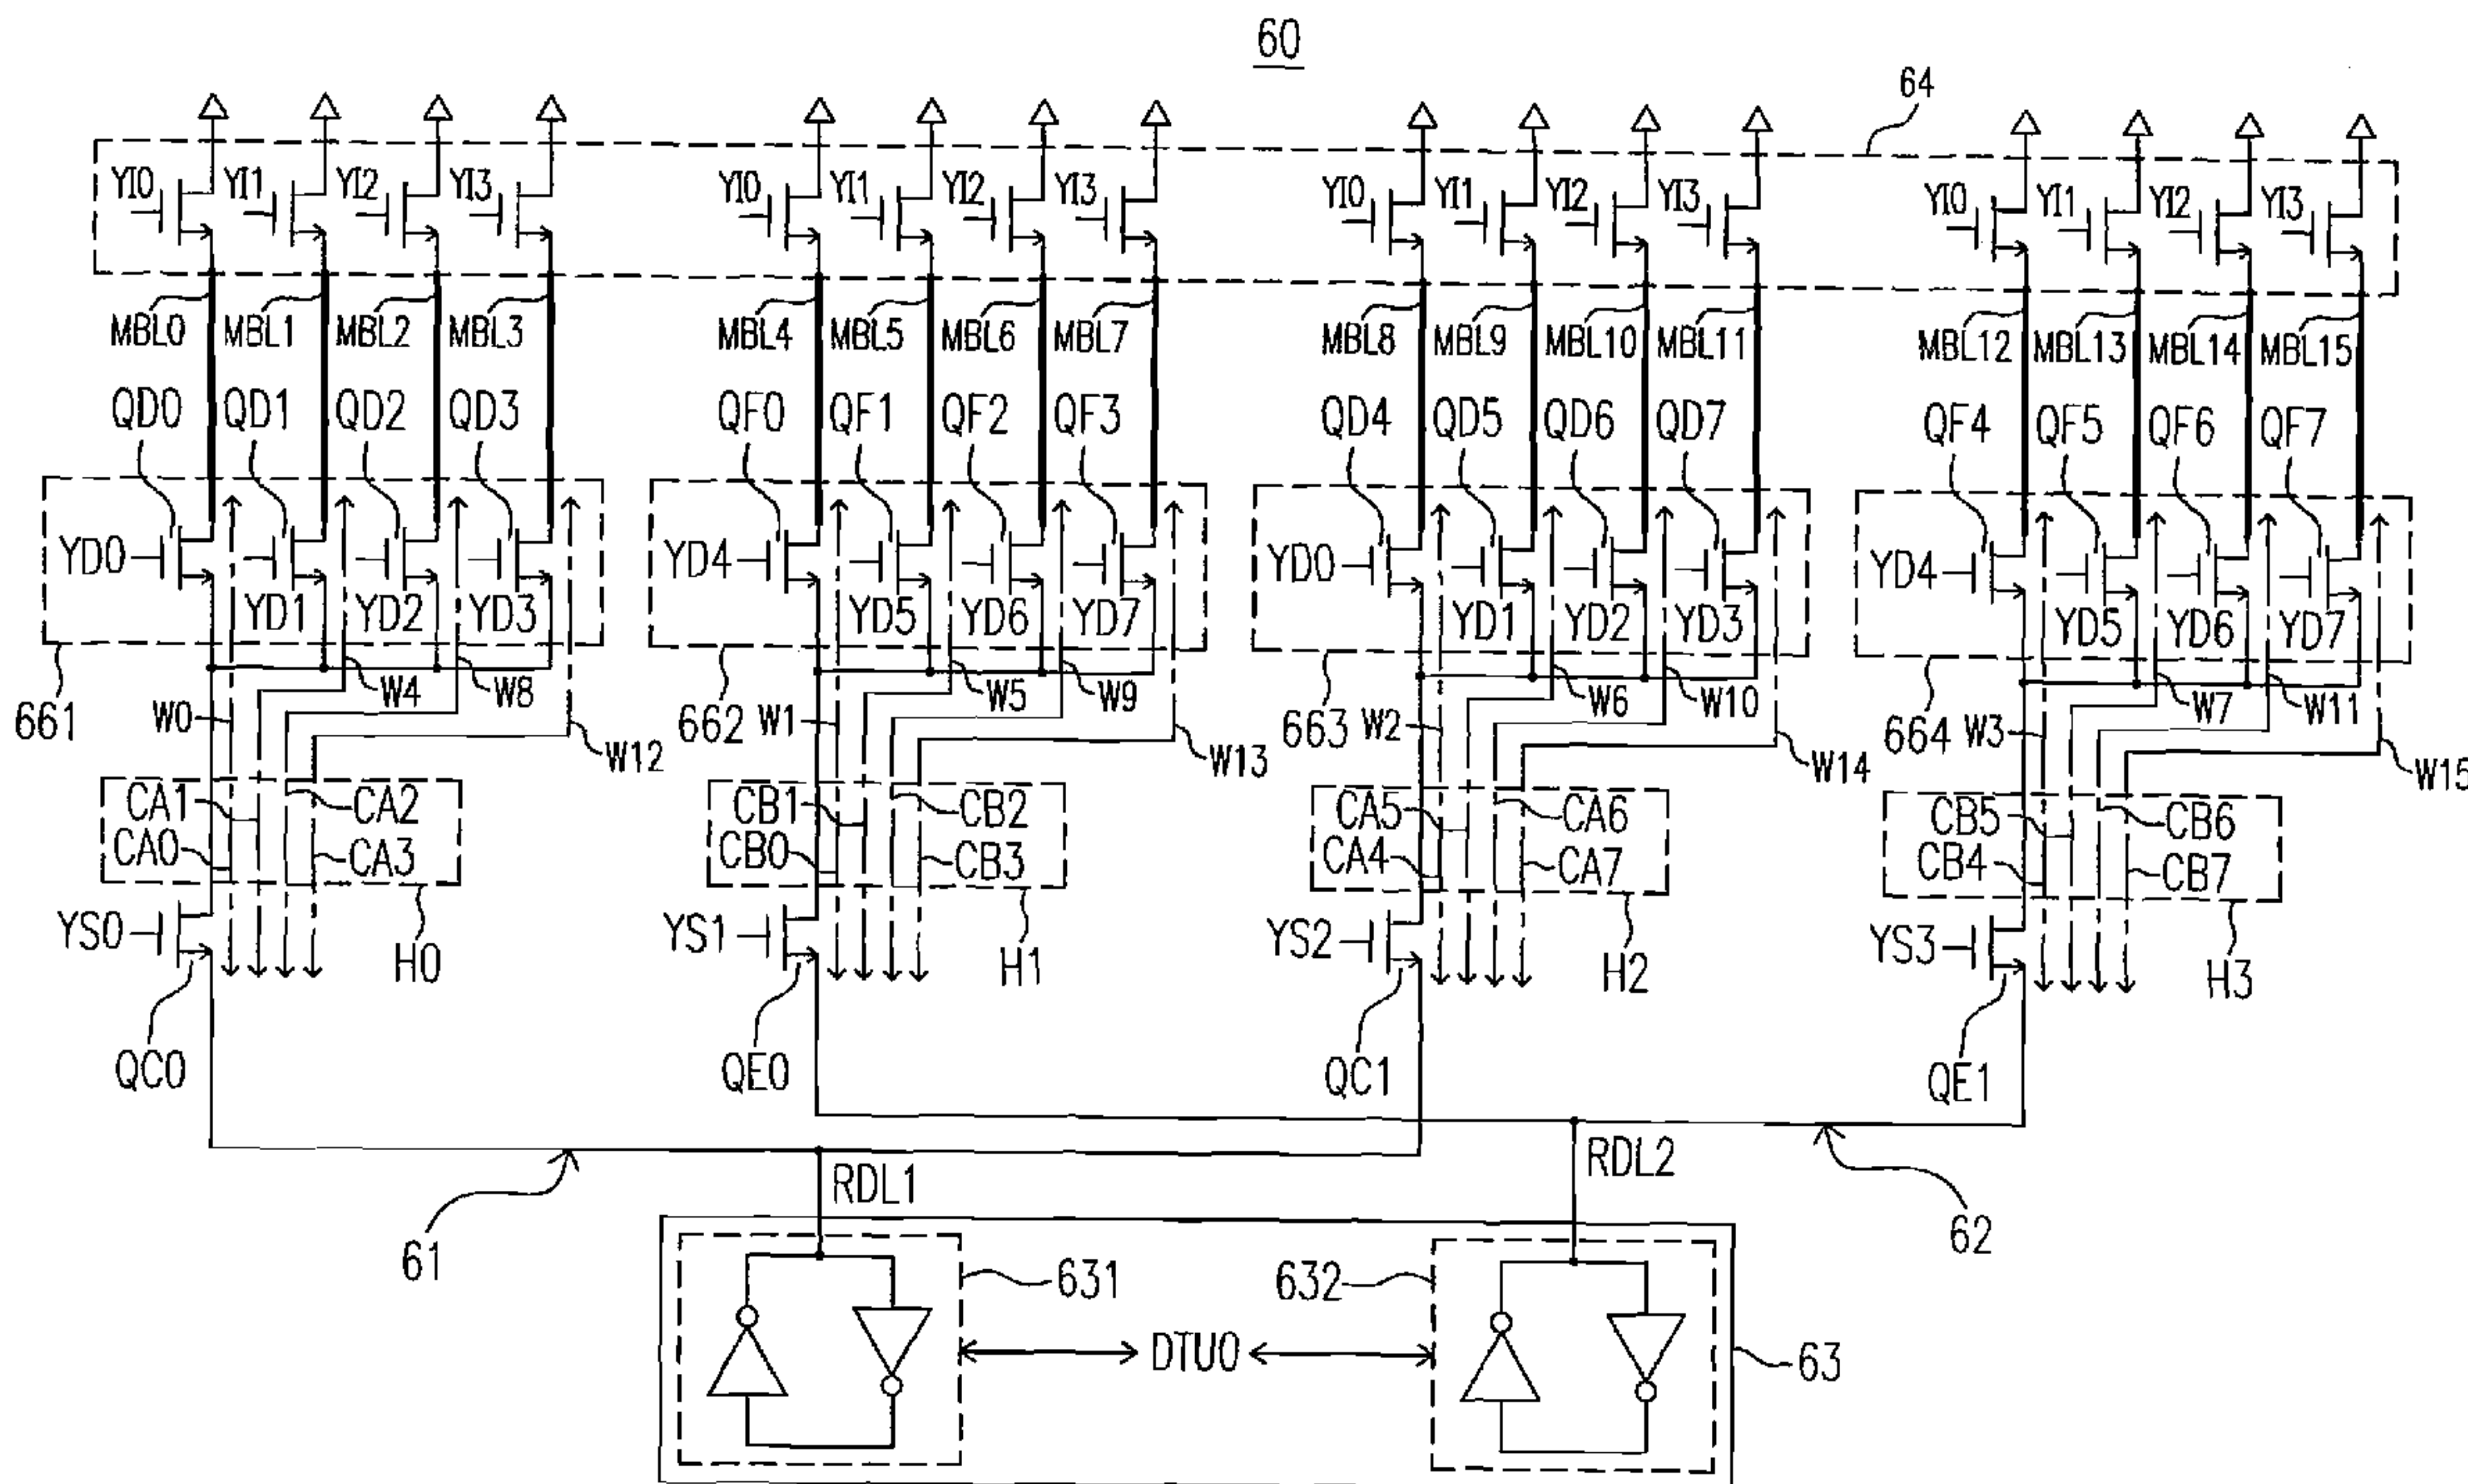 60
64
YI0 YI1 YI2 YI3 YI0 YI1 YI2 YI3 YI0 YI1 YI2 YI3 YI0 YI1 YI2 YI3
MBL0 MBL1 MBL2 MBL3 MBL4 MBL5 MBL6 MBL7 MBL8 MBL9 MBL10 MBL11 MBL12 MBL13 MBL14 MBL15
QD0 QD1 QD2 QD3 QF0 QF1 QF2 QF3 QD4 QD5 QD6 QD7 QF4 QF5 QF6 QF7
YD0 YD4 YD0 YD4
YD1 YD2 YD3 YD5 YD6 YD7 YD1 YD2 YD3 YD5 YD6 YD7
W4 W8 W5 W9 W6 W10 W7 W11
661 W0 662 W1 663 W2 664 W3
W12 W13 W14 W15
CA1 CA2 CB1 CB2 CA5 CA6 CB5 CB6
CA0 CA3 CB0 CB3 CA4 CA7 CB4 CB7
YS0 H0 YS1 H1 YS2 H2 YS3 H3
QC0 QE0 QC1 QE1
RDL1 RDL2
61 62
631 632
DTU0 63